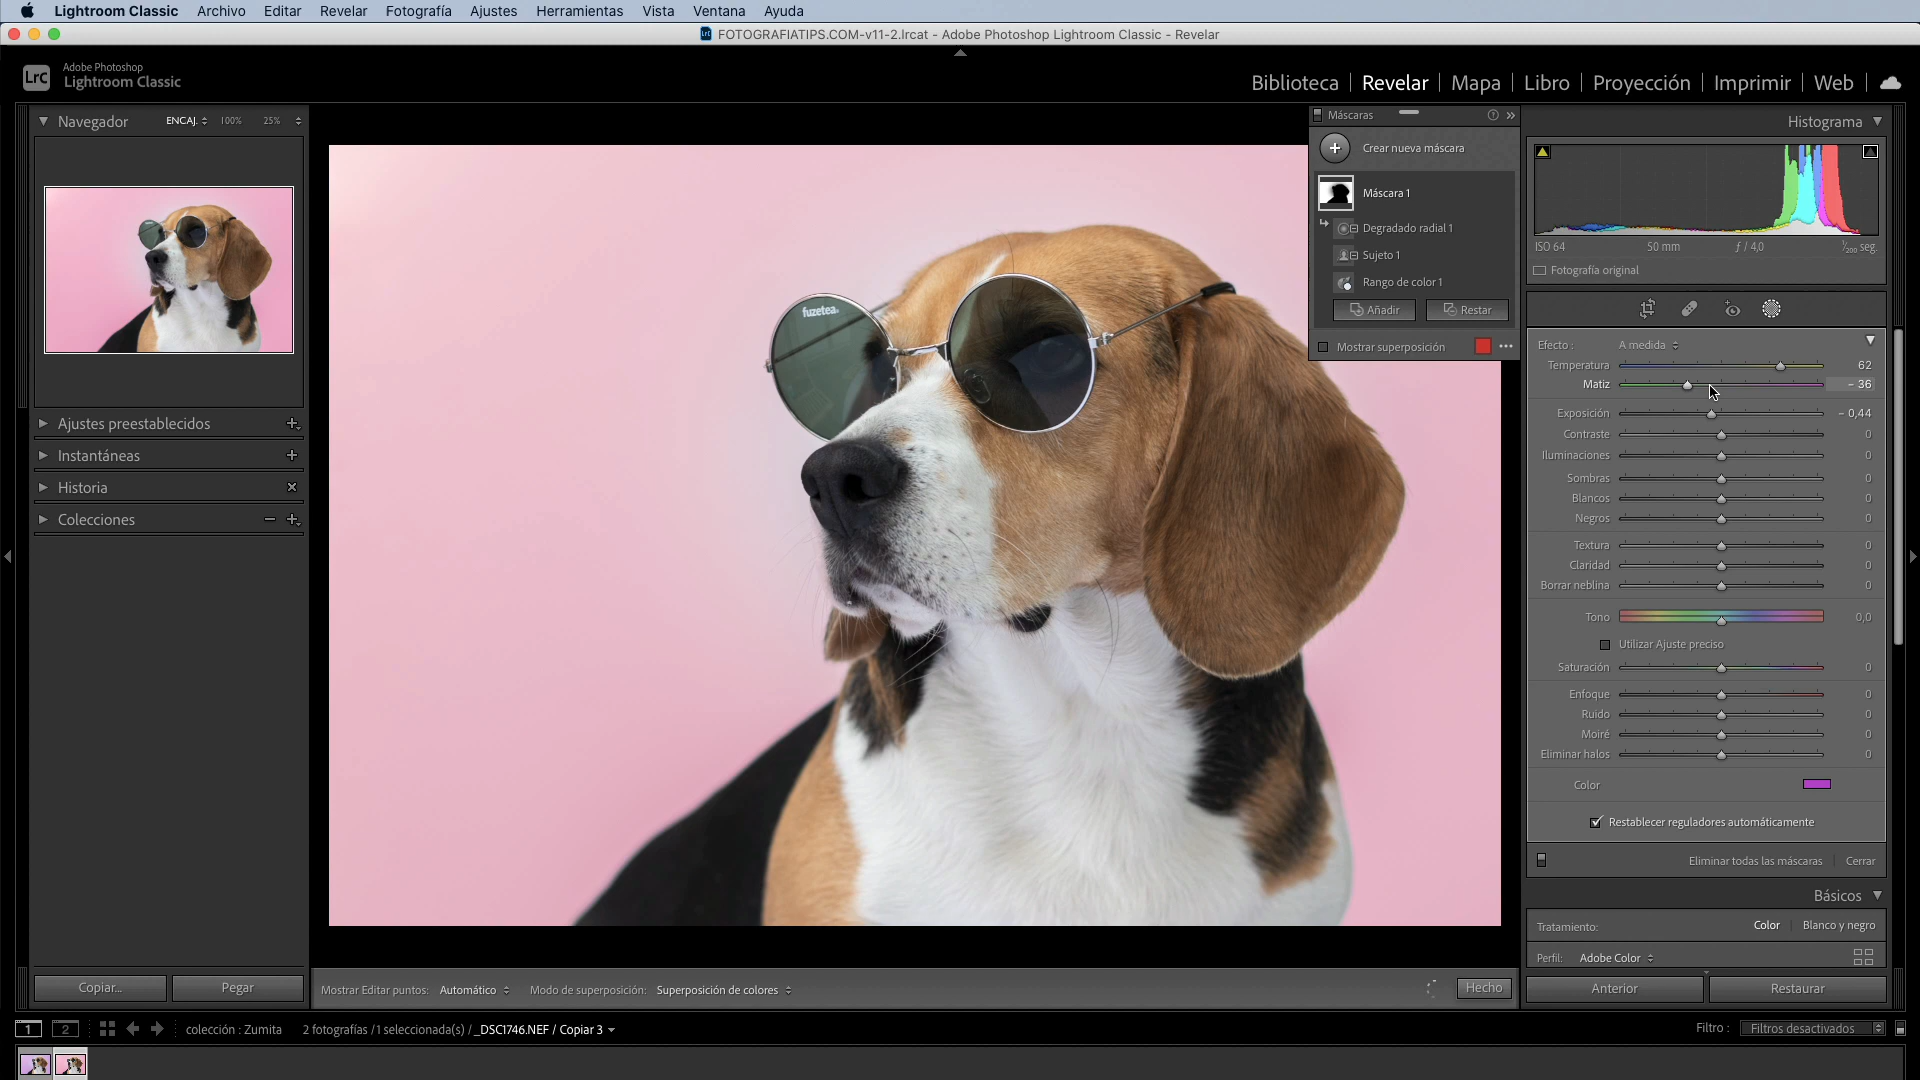 Lightroom Classic Archivo Editar Revelar Fotografía Ajustes Herramientas Vista Ventana Ayuda
FOTOGRAFIATIPS.COM-v11-2.lrcat - Adobe Photoshop Lightroom Classic - Revelar
LrC Adobe Photoshop
Lightroom Classic
Biblioteca | Revelar | Mapa | Libro | Proyección | Imprimir | Web
Navegador ENCAJ. 100% 25%
Ajustes preestablecidos
Instantáneas
Historia
Colecciones
Copiar... Pegar
fuzetea.
Máscaras
Crear nueva máscara
Máscara 1
Degradado radial 1
Sujeto 1
Rango de color 1
Añadir Restar
Mostrar superposición
Histograma
ISO 64 50 mm ƒ / 4,0 1/200 seg.
Fotografía original
Efecto : A medida
Temperatura 62
Matiz – 36
Exposición – 0,44
Contraste 0
Iluminaciones 0
Sombras 0
Blancos 0
Negros 0
Textura 0
Claridad 0
Borrar neblina 0
Tono 0,0
Utilizar Ajuste preciso
Saturación 0
Enfoque 0
Ruido 0
Moiré 0
Eliminar halos 0
Color
Restablecer reguladores automáticamente
Eliminar todas las máscaras Cerrar
Básicos
Tratamiento: Color Blanco y negro
Perfil: Adobe Color
Anterior Restaurar
Mostrar Editar puntos: Automático Modo de superposición: Superposición de colores Hecho
1 2 colección : Zumita 2 fotografías /1 seleccionada(s) /_DSC1746.NEF / Copiar 3
Filtro : Filtros desactivados